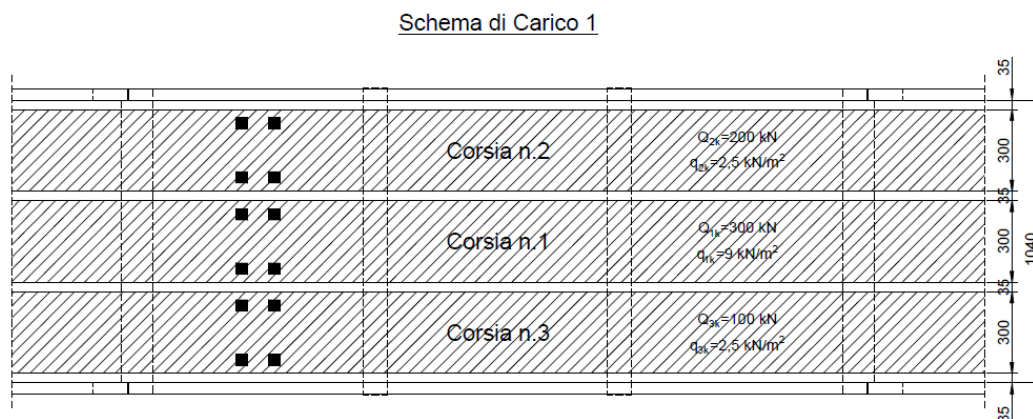 Schema di Carico 1
35
Corsia n.2
Q2k=200 kN
q2k=2,5 kN/m²
300
35
Corsia n.1
Q1k=300 kN
q1k=9 kN/m²
300
1040
35
Corsia n.3
Q3k=100 kN
q3k=2,5 kN/m²
300
35